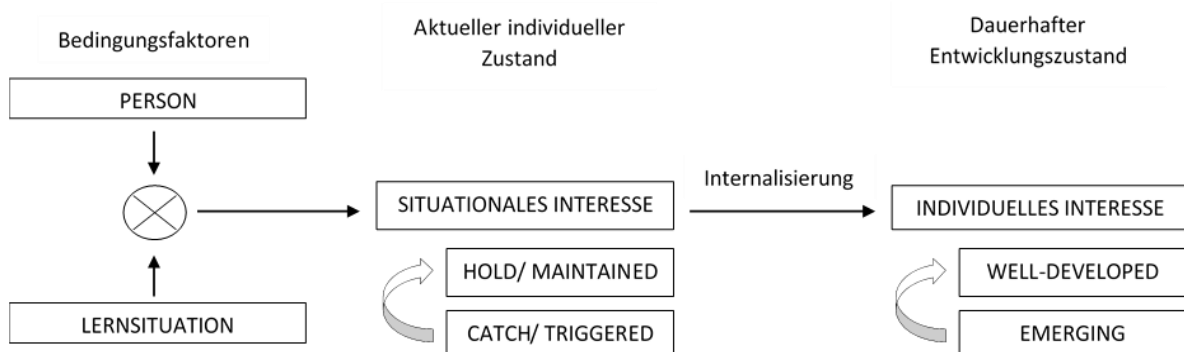 Bedingungsfaktoren
PERSON
LERNSITUATION
Aktueller individueller
Zustand
SITUATIONALES INTERESSE
HOLD/ MAINTAINED
CATCH/ TRIGGERED
Internalisierung
Dauerhafter
Entwicklungszustand
INDIVIDUELLES INTERESSE
WELL-DEVELOPED
EMERGING